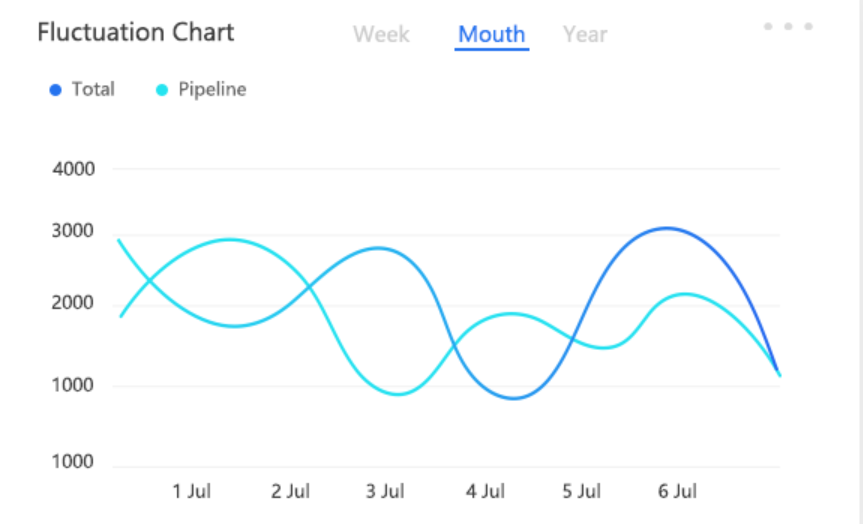 Fluctuation Chart Week Mouth Year
Total Pipeline
4000
3000
2000
1000
1000
1 Jul 2 Jul 3 Jul 4 Jul 5 Jul 6 Jul